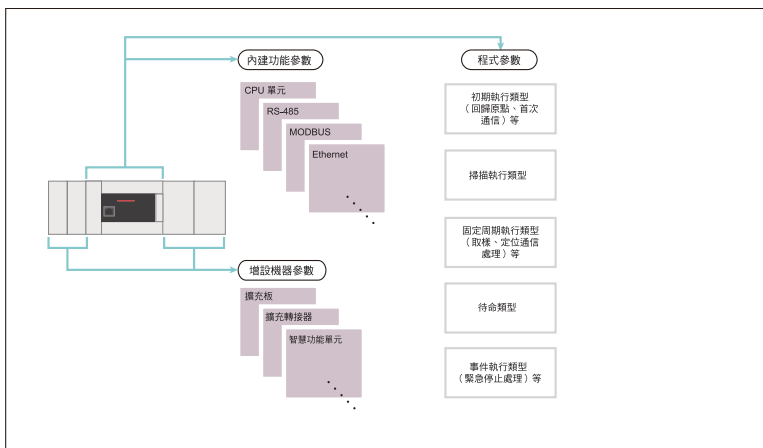 內建功能參數
CPU 單元
RS-485
MODBUS
Ethernet
增設機器參數
擴充板
擴充轉接器
智慧功能單元
程式參數
初期執行類型
（回歸原點、首次
通信）等
掃描執行類型
固定周期執行類型
（取樣、定位通信
處理）等
待命類型
事件執行類型
（緊急停止處理）等